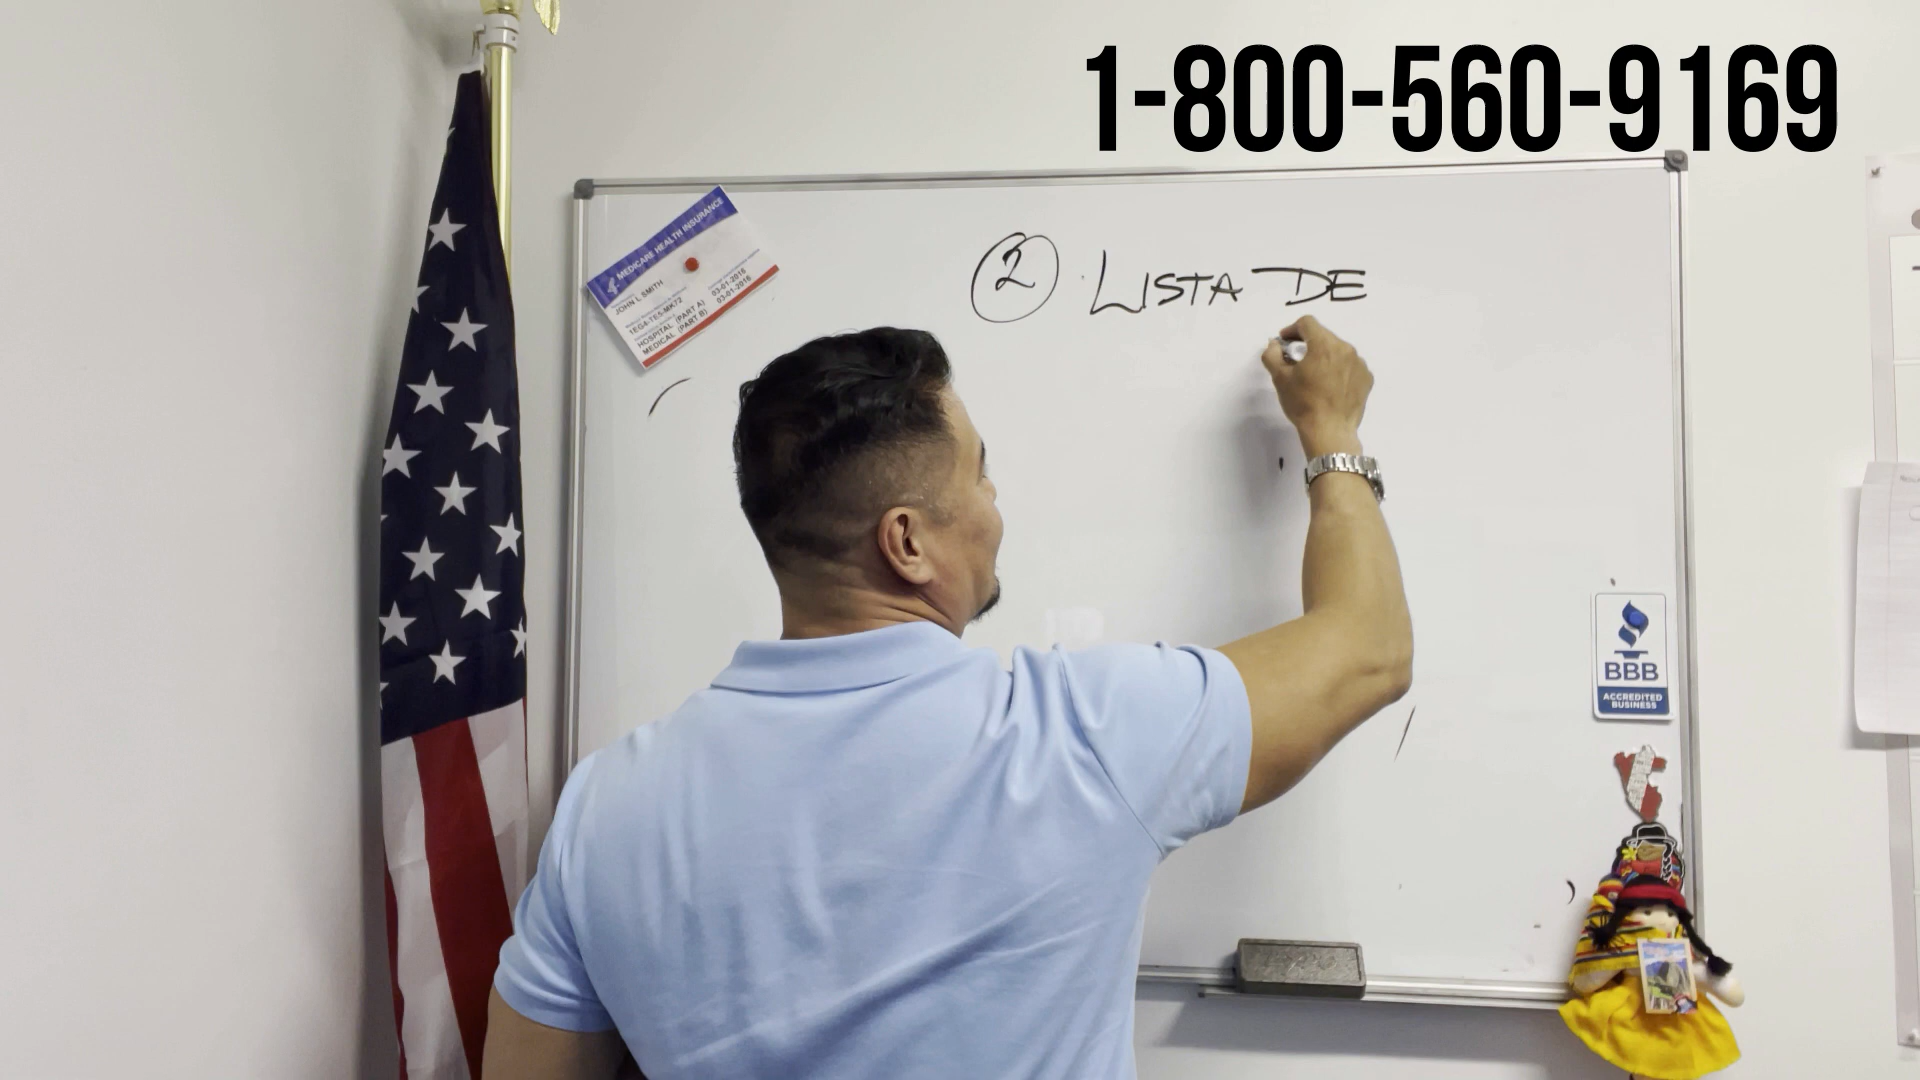 1-800-560-9169
MEDICARE HEALTH INSURANCE
JOHN L SMITH
1EG4-TE5-MK72
HOSPITAL (PART A) 03-01-2016
MEDICAL (PART B) 03-01-2016
2 LISTA DE
BBB
ACCREDITED
BUSINESS